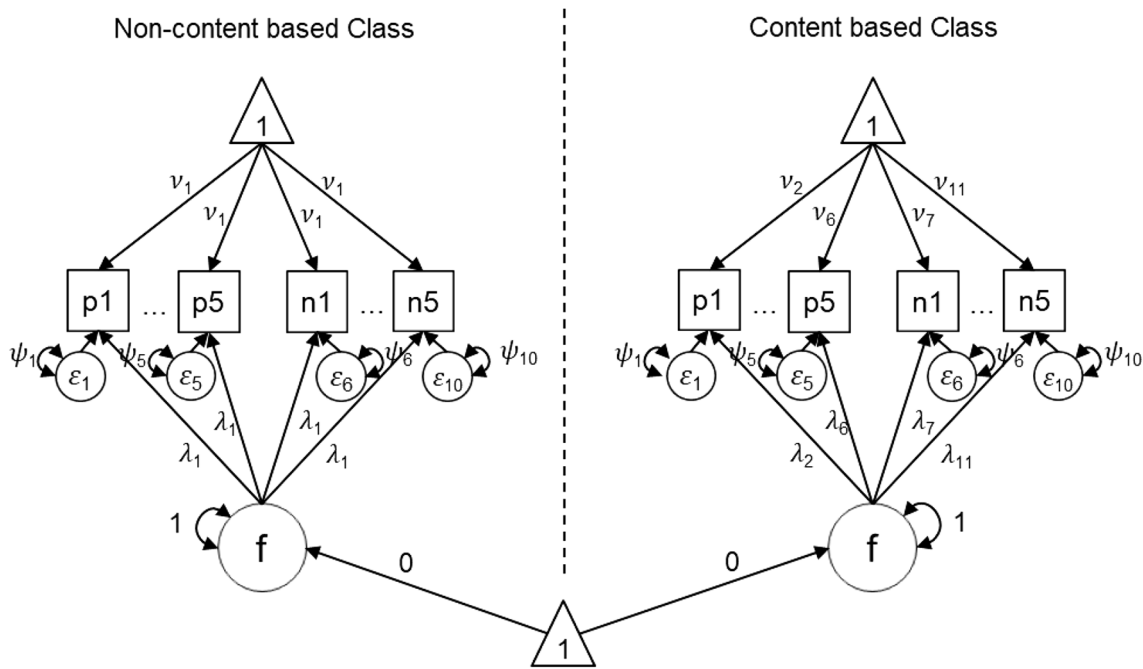 Non-content based Class
Content based Class
1
1
ν1 ν1 ν1 ν1
ν2 ν6 ν7 ν11
p1 ... p5 n1 ... n5
p1 ... p5 n1 ... n5
ψ1 ψ5 ψ6 ψ10
ψ1 ψ5 ψ6 ψ10
ε1 ε5 ε6 ε10
ε1 ε5 ε6 ε10
λ1 λ1 λ1 λ1
λ2 λ6 λ7 λ11
1 f
f 1
0 0
1